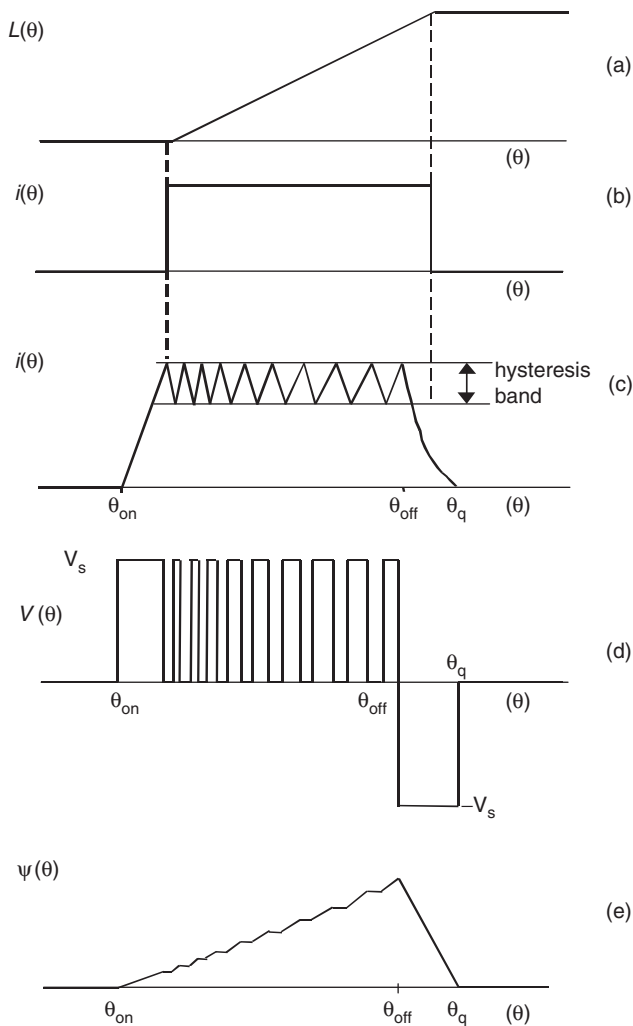 L(θ)
(a)
(θ)
i(θ)
(b)
(θ)
i(θ)
hysteresis
band
(c)
θon
θoff
θq
(θ)
Vs
V(θ)
(d)
θq
θon
θoff
(θ)
–Vs
ψ(θ)
(e)
θon
θoff
θq
(θ)